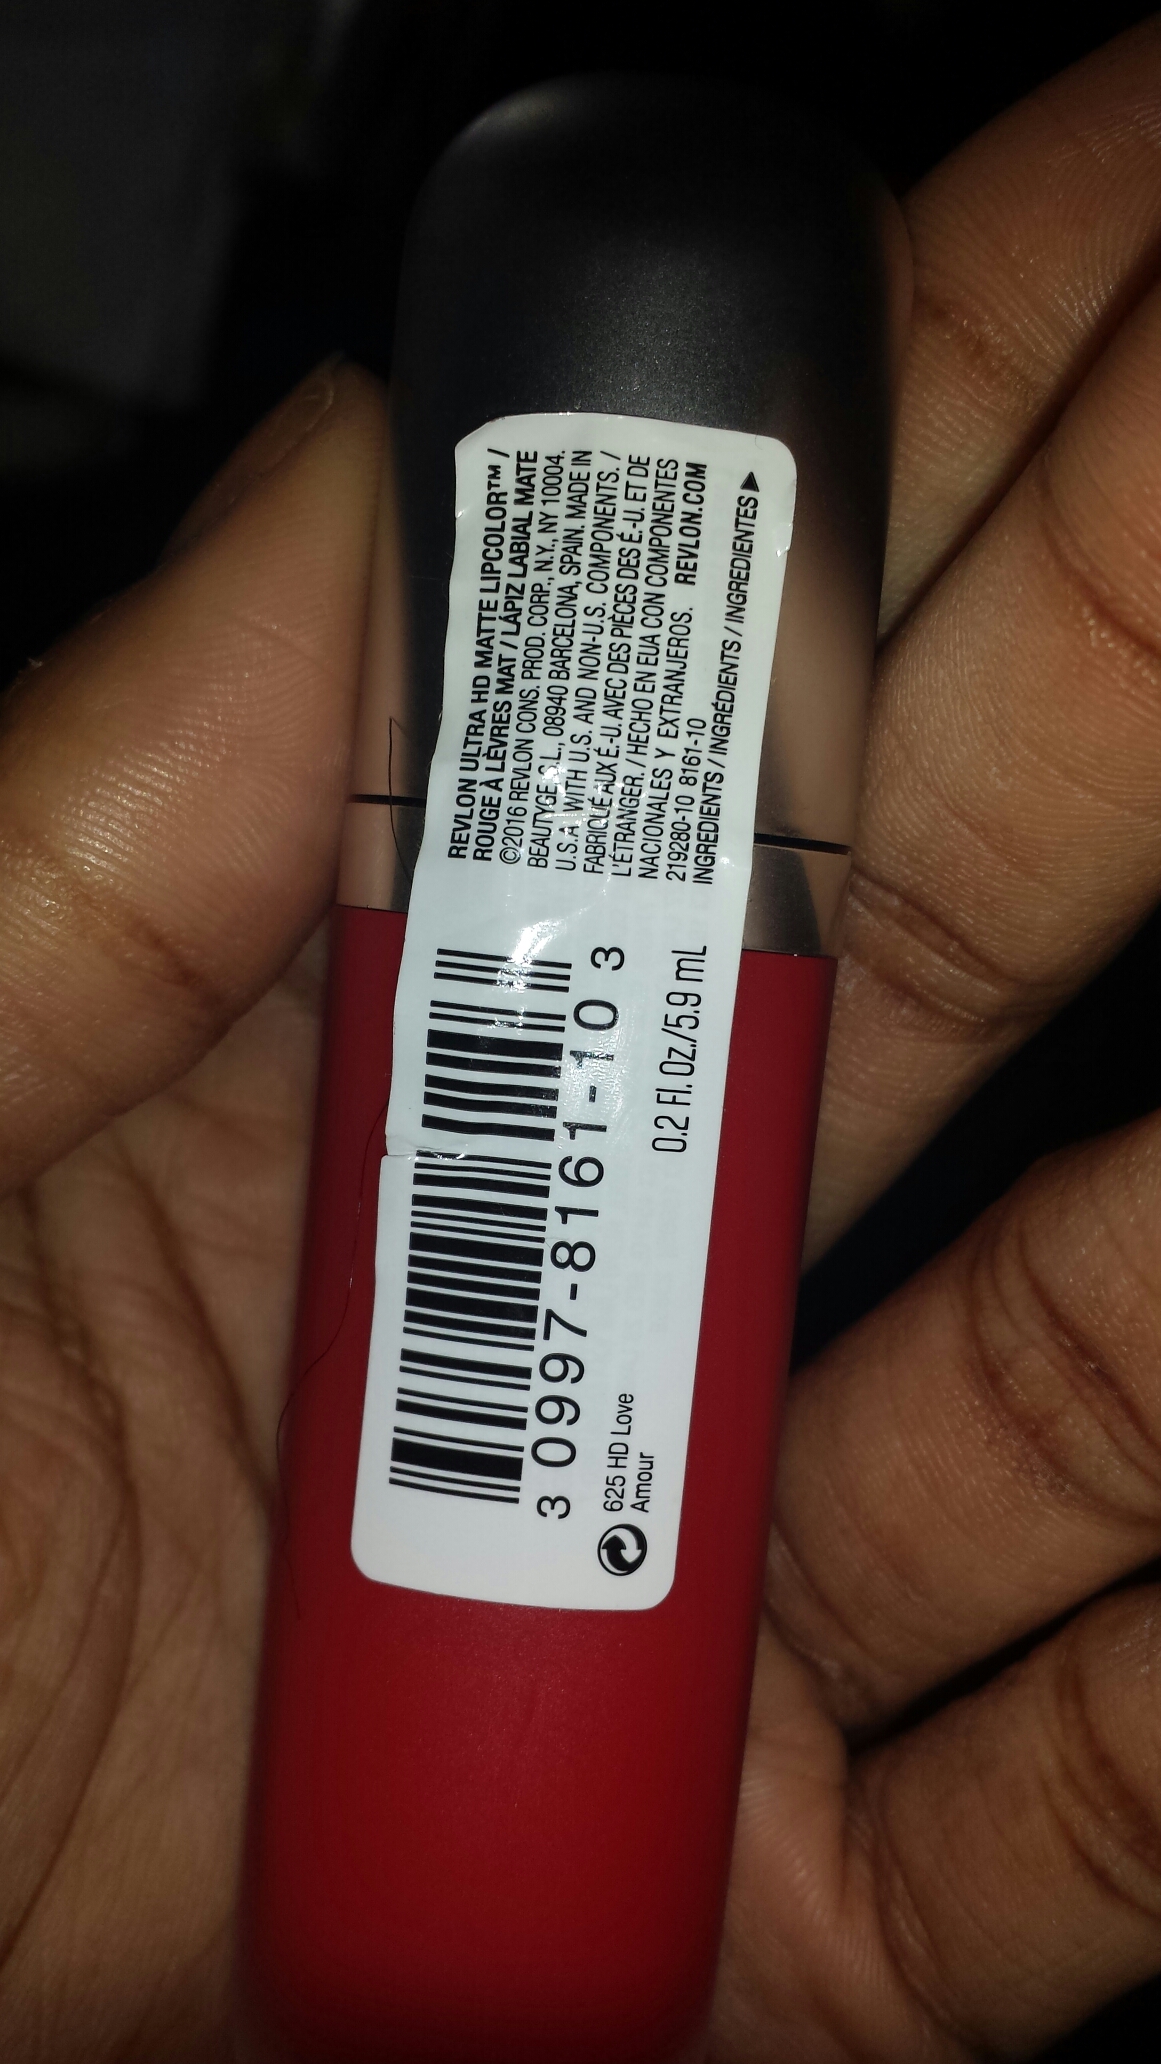 REVLON ULTRA HD MATTE LIPCOLOR™ /
ROUGE À LÈVRES MAT / LÁPIZ LABIAL MATE
©2016 REVLON CONS. PROD. CORP., N.Y., NY 10004.
BEAUTYGE, S.L., 08940 BARCELONA, SPAIN. MADE IN
U.S.A. WITH U.S. AND NON-U.S. COMPONENTS. /
FABRIQUÉ AUX É.-U. AVEC DES PIÈCES DES É.-U. ET DE
L'ÉTRANGER. / HECHO EN EUA CON COMPONENTES
NACIONALES Y EXTRANJEROS. REVLON.COM
219280-10 8161-10
INGREDIENTS / INGRÉDIENTS / INGREDIENTES ▶
3 0997-8161-10 3
0.2 Fl. Oz./5.9 mL
625 HD Love
Amour